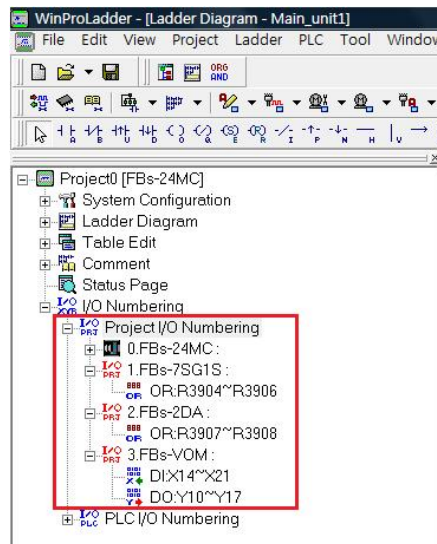 WinProLadder - [Ladder Diagram - Main_unit1]
File Edit View Project Ladder PLC Tool Window
ORG
AND
A B U D O Q E R I P N H V
Project0 [FBs-24MC]
System Configuration
Ladder Diagram
Table Edit
Comment
Status Page
I/O Numbering
Project I/O Numbering
0.FBs-24MC :
1.FBs-7SG1S :
OR:R3904~R3906
2.FBs-2DA :
OR:R3907~R3908
3.FBs-VOM :
DI:X14~X21
DO:Y10~Y17
PLC I/O Numbering